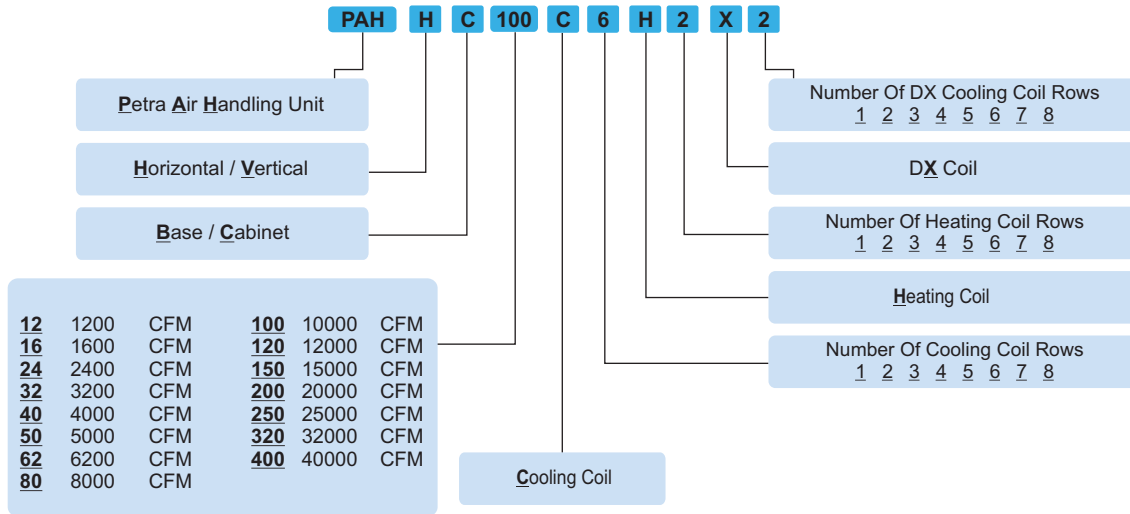 PAH H C 100 C 6 H 2 X 2
Petra Air Handling Unit
Horizontal / Vertical
Base / Cabinet
12 1200 CFM 100 10000 CFM
16 1600 CFM 120 12000 CFM
24 2400 CFM 150 15000 CFM
32 3200 CFM 200 20000 CFM
40 4000 CFM 250 25000 CFM
50 5000 CFM 320 32000 CFM
62 6200 CFM 400 40000 CFM
80 8000 CFM
Cooling Coil
Number Of DX Cooling Coil Rows
1 2 3 4 5 6 7 8
DX Coil
Number Of Heating Coil Rows
1 2 3 4 5 6 7 8
Heating Coil
Number Of Cooling Coil Rows
1 2 3 4 5 6 7 8